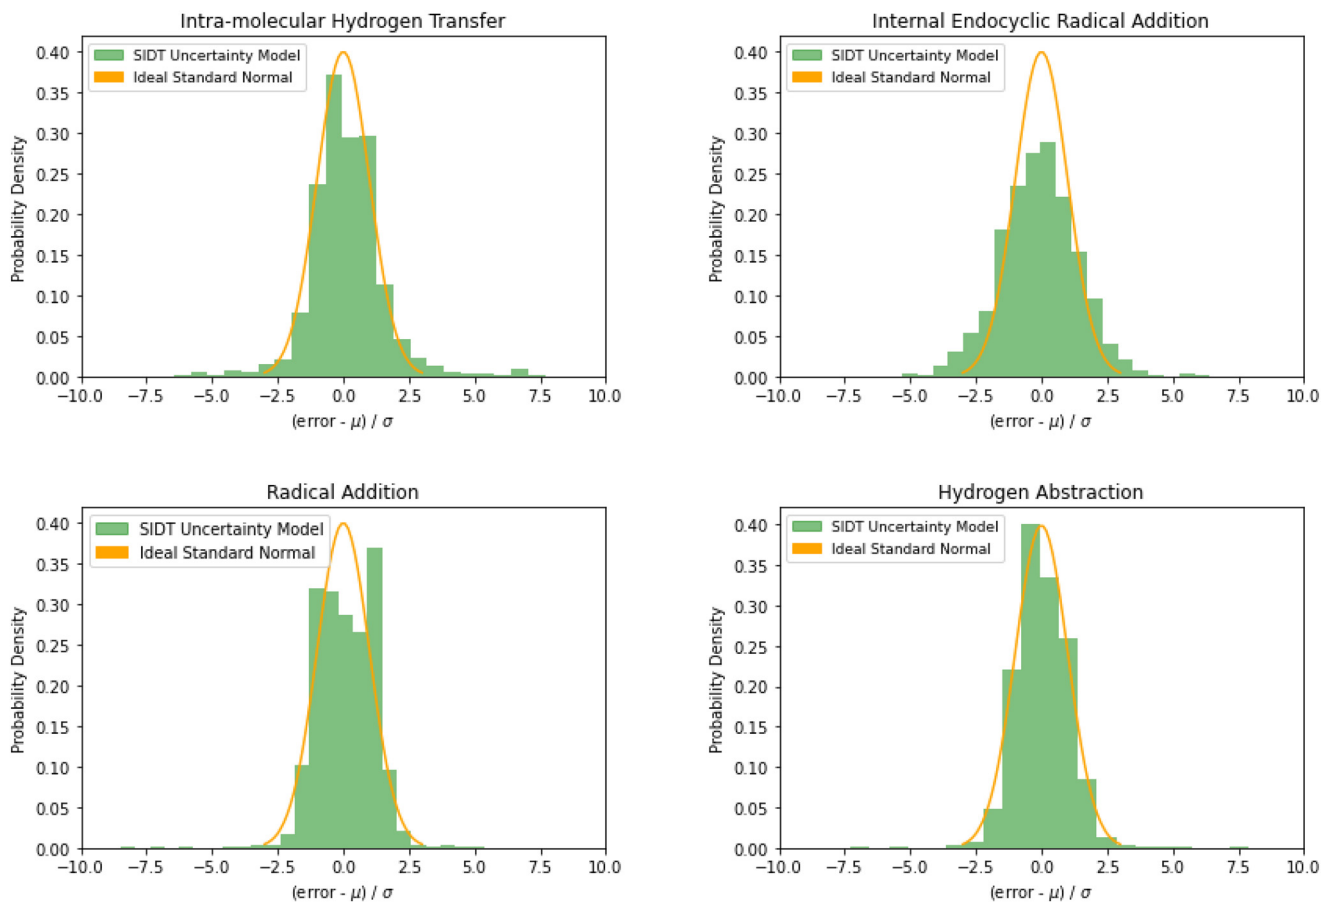 Intra-molecular Hydrogen Transfer
SIDT Uncertainty Model
Ideal Standard Normal
0.40
0.35
0.30
0.25
0.20
0.15
0.10
0.05
0.00
Probability Density
−10.0 −7.5 −5.0 −2.5 0.0 2.5 5.0 7.5 10.0
(error - μ) / σ
Internal Endocyclic Radical Addition
SIDT Uncertainty Model
Ideal Standard Normal
0.40
0.35
0.30
0.25
0.20
0.15
0.10
0.05
0.00
Probability Density
−10.0 −7.5 −5.0 −2.5 0.0 2.5 5.0 7.5 10.0
(error - μ) / σ
Radical Addition
SIDT Uncertainty Model
Ideal Standard Normal
0.40
0.35
0.30
0.25
0.20
0.15
0.10
0.05
0.00
Probability Density
−10.0 −7.5 −5.0 −2.5 0.0 2.5 5.0 7.5 10.0
(error - μ) / σ
Hydrogen Abstraction
SIDT Uncertainty Model
Ideal Standard Normal
0.40
0.35
0.30
0.25
0.20
0.15
0.10
0.05
0.00
Probability Density
−10.0 −7.5 −5.0 −2.5 0.0 2.5 5.0 7.5 10.0
(error - μ) / σ